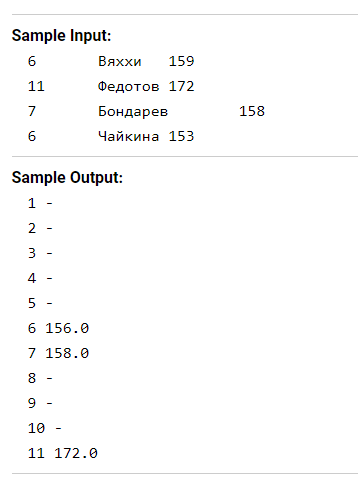 Sample Input:
6 Вяххи 159
11 Федотов 172
7 Бондарев 158
6 Чайкина 153
Sample Output:
1 -
2 -
3 -
4 -
5 -
6 156.0
7 158.0
8 -
9 -
10 -
11 172.0